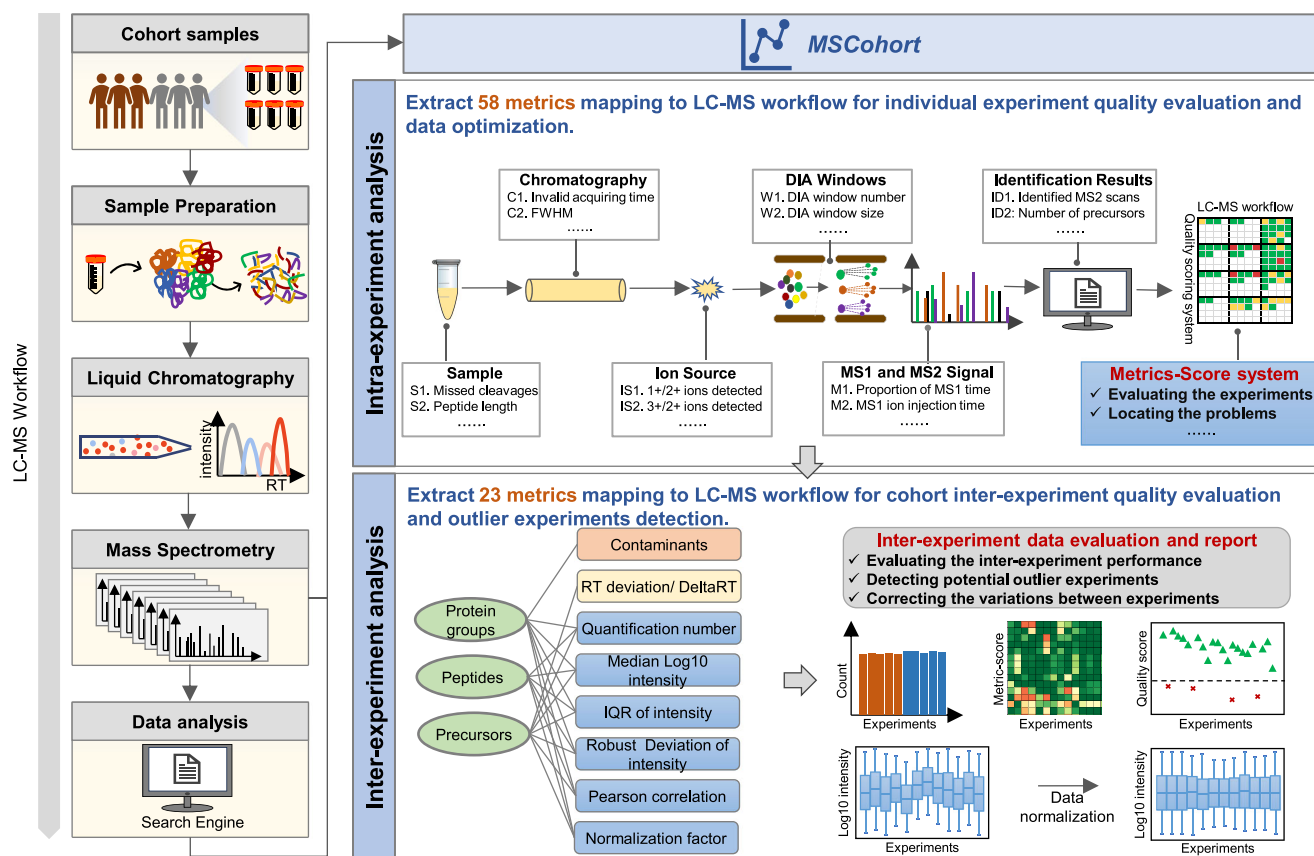 LC-MS Workflow
Cohort samples
Sample Preparation
Liquid Chromatography
intensity
RT
Mass Spectrometry
Data analysis
Search Engine
MSCohort
Intra-experiment analysis
Extract 58 metrics mapping to LC-MS workflow for individual experiment quality evaluation and
data optimization.
Chromatography
C1. Invalid acquiring time
C2. FWHM
......
DIA Windows
W1. DIA window number
W2. DIA window size
......
Identification Results
ID1. Identified MS2 scans
ID2: Number of precursors
......
LC-MS workflow
Quality scoring system
Sample
S1. Missed cleavages
S2. Peptide length
......
Ion Source
IS1. 1+/2+ ions detected
IS2. 3+/2+ ions detected
......
MS1 and MS2 Signal
M1. Proportion of MS1 time
M2. MS1 ion injection time
......
Metrics-Score system
✓ Evaluating the experiments
✓ Locating the problems
......
Inter-experiment analysis
Extract 23 metrics mapping to LC-MS workflow for cohort inter-experiment quality evaluation
and outlier experiments detection.
Protein
groups
Peptides
Precursors
Contaminants
RT deviation/ DeltaRT
Quantification number
Median Log10
intensity
IQR of intensity
Robust Deviation of
intensity
Pearson correlation
Normalization factor
Inter-experiment data evaluation and report
✓ Evaluating the inter-experiment performance
✓ Detecting potential outlier experiments
✓ Correcting the variations between experiments
Count
Experiments
Metric-score
Experiments
Quality score
Experiments
Log10 intensity
Experiments
Data
normalization
Log10 intensity
Experiments